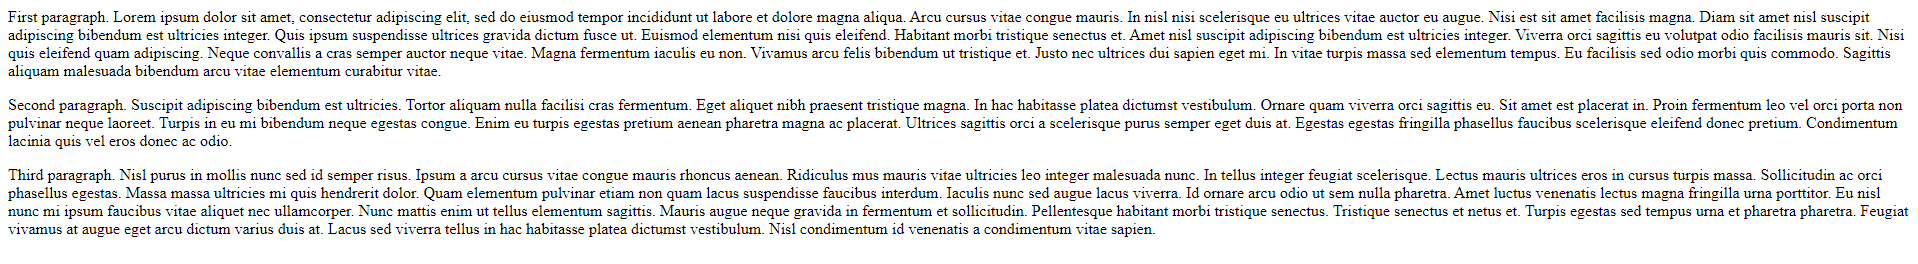 First paragraph. Lorem ipsum dolor sit amet, consectetur adipiscing elit, sed do eiusmod tempor incididunt ut labore et dolore magna aliqua. Arcu cursus vitae congue mauris. In nisl nisi scelerisque eu ultrices vitae auctor eu augue. Nisi est sit amet facilisis magna. Diam sit amet nisl suscipit
adipiscing bibendum est ultricies integer. Quis ipsum suspendisse ultrices gravida dictum fusce ut. Euismod elementum nisi quis eleifend. Habitant morbi tristique senectus et. Amet nisl suscipit adipiscing bibendum est ultricies integer. Viverra orci sagittis eu volutpat odio facilisis mauris sit. Nisi
quis eleifend quam adipiscing. Neque convallis a cras semper auctor neque vitae. Magna fermentum iaculis eu non. Vivamus arcu felis bibendum ut tristique et. Justo nec ultrices dui sapien eget mi. In vitae turpis massa sed elementum tempus. Eu facilisis sed odio morbi quis commodo. Sagittis
aliquam malesuada bibendum arcu vitae elementum curabitur vitae.
Second paragraph. Suscipit adipiscing bibendum est ultricies. Tortor aliquam nulla facilisi cras fermentum. Eget aliquet nibh praesent tristique magna. In hac habitasse platea dictumst vestibulum. Ornare quam viverra orci sagittis eu. Sit amet est placerat in. Proin fermentum leo vel orci porta non
pulvinar neque laoreet. Turpis in eu mi bibendum neque egestas congue. Enim eu turpis egestas pretium aenean pharetra magna ac placerat. Ultrices sagittis orci a scelerisque purus semper eget duis at. Egestas egestas fringilla phasellus faucibus scelerisque eleifend donec pretium. Condimentum
lacinia quis vel eros donec ac odio.
Third paragraph. Nisl purus in mollis nunc sed id semper risus. Ipsum a arcu cursus vitae congue mauris rhoncus aenean. Ridiculus mus mauris vitae ultricies leo integer malesuada nunc. In tellus integer feugiat scelerisque. Lectus mauris ultrices eros in cursus turpis massa. Sollicitudin ac orci
phasellus egestas. Massa massa ultricies mi quis hendrerit dolor. Quam elementum pulvinar etiam non quam lacus suspendisse faucibus interdum. Iaculis nunc sed augue lacus viverra. Id ornare arcu odio ut sem nulla pharetra. Amet luctus venenatis lectus magna fringilla urna porttitor. Eu nisl
nunc mi ipsum faucibus vitae aliquet nec ullamcorper. Nunc mattis enim ut tellus elementum sagittis. Mauris augue neque gravida in fermentum et sollicitudin. Pellentesque habitant morbi tristique senectus. Tristique senectus et netus et. Turpis egestas sed tempus urna et pharetra pharetra. Feugiat
vivamus at augue eget arcu dictum varius duis at. Lacus sed viverra tellus in hac habitasse platea dictumst vestibulum. Nisl condimentum id venenatis a condimentum vitae sapien.